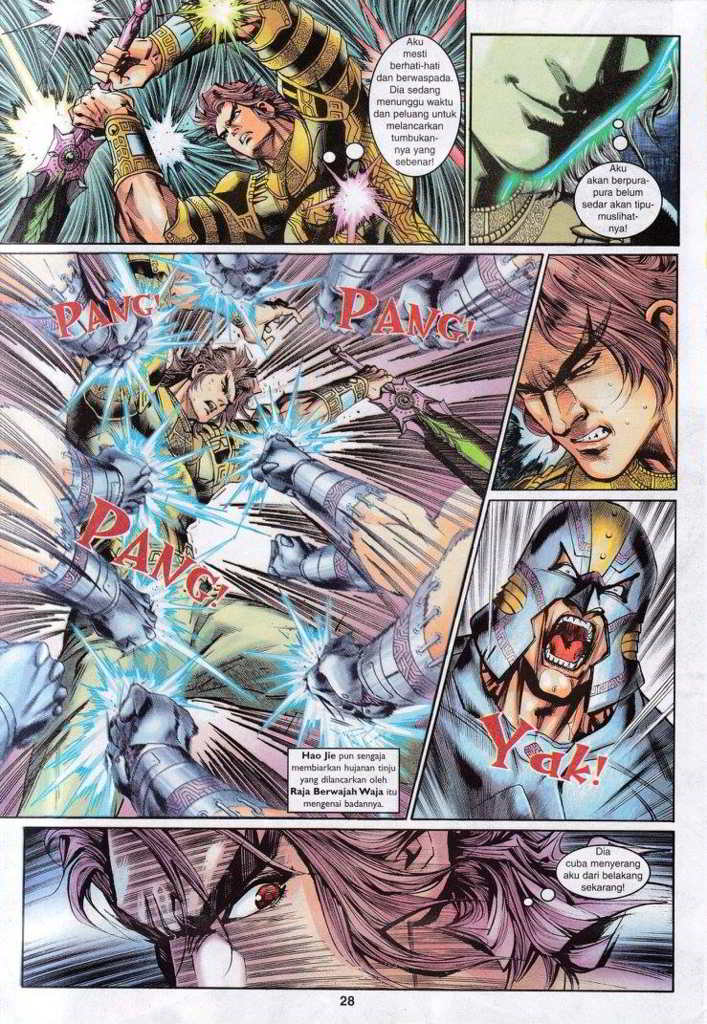 Aku
mesti
berhati-hati
dan berwaspada.
Dia sedang
menunggu waktu
dan peluang untuk
melancarkan
tumbukan-
nya yang
sebenar!
Aku
akan berpura-
pura belum
sedar akan tipu-
muslihat-
nya!
PANG!
PANG!
PANG!
PANG!
Hao Jie pun sengaja
membiarkan hujanan tinju
yang dilancarkan oleh
Raja Berwajah Waja itu
mengenai badannya.
Yak!
Dia
cuba menyerang
aku dari belakang
sekarang!
28